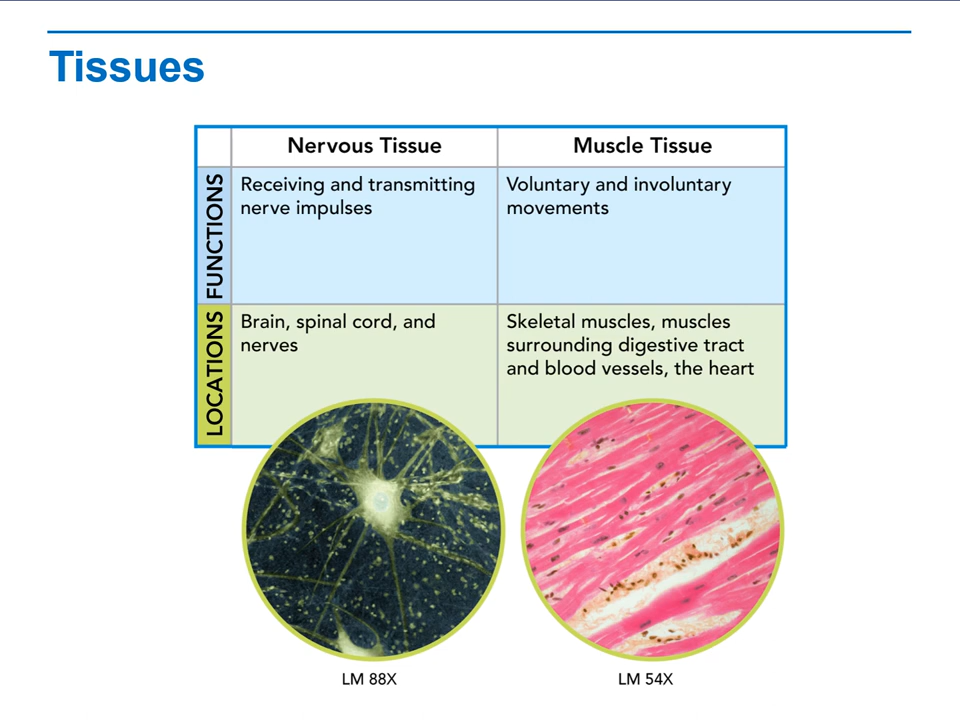 Tissues
Nervous Tissue
Muscle Tissue
FUNCTIONS
Receiving and transmitting
nerve impulses
Voluntary and involuntary
movements
LOCATIONS
Brain, spinal cord, and
nerves
Skeletal muscles, muscles
surrounding digestive tract
and blood vessels, the heart
LM 88X
LM 54X